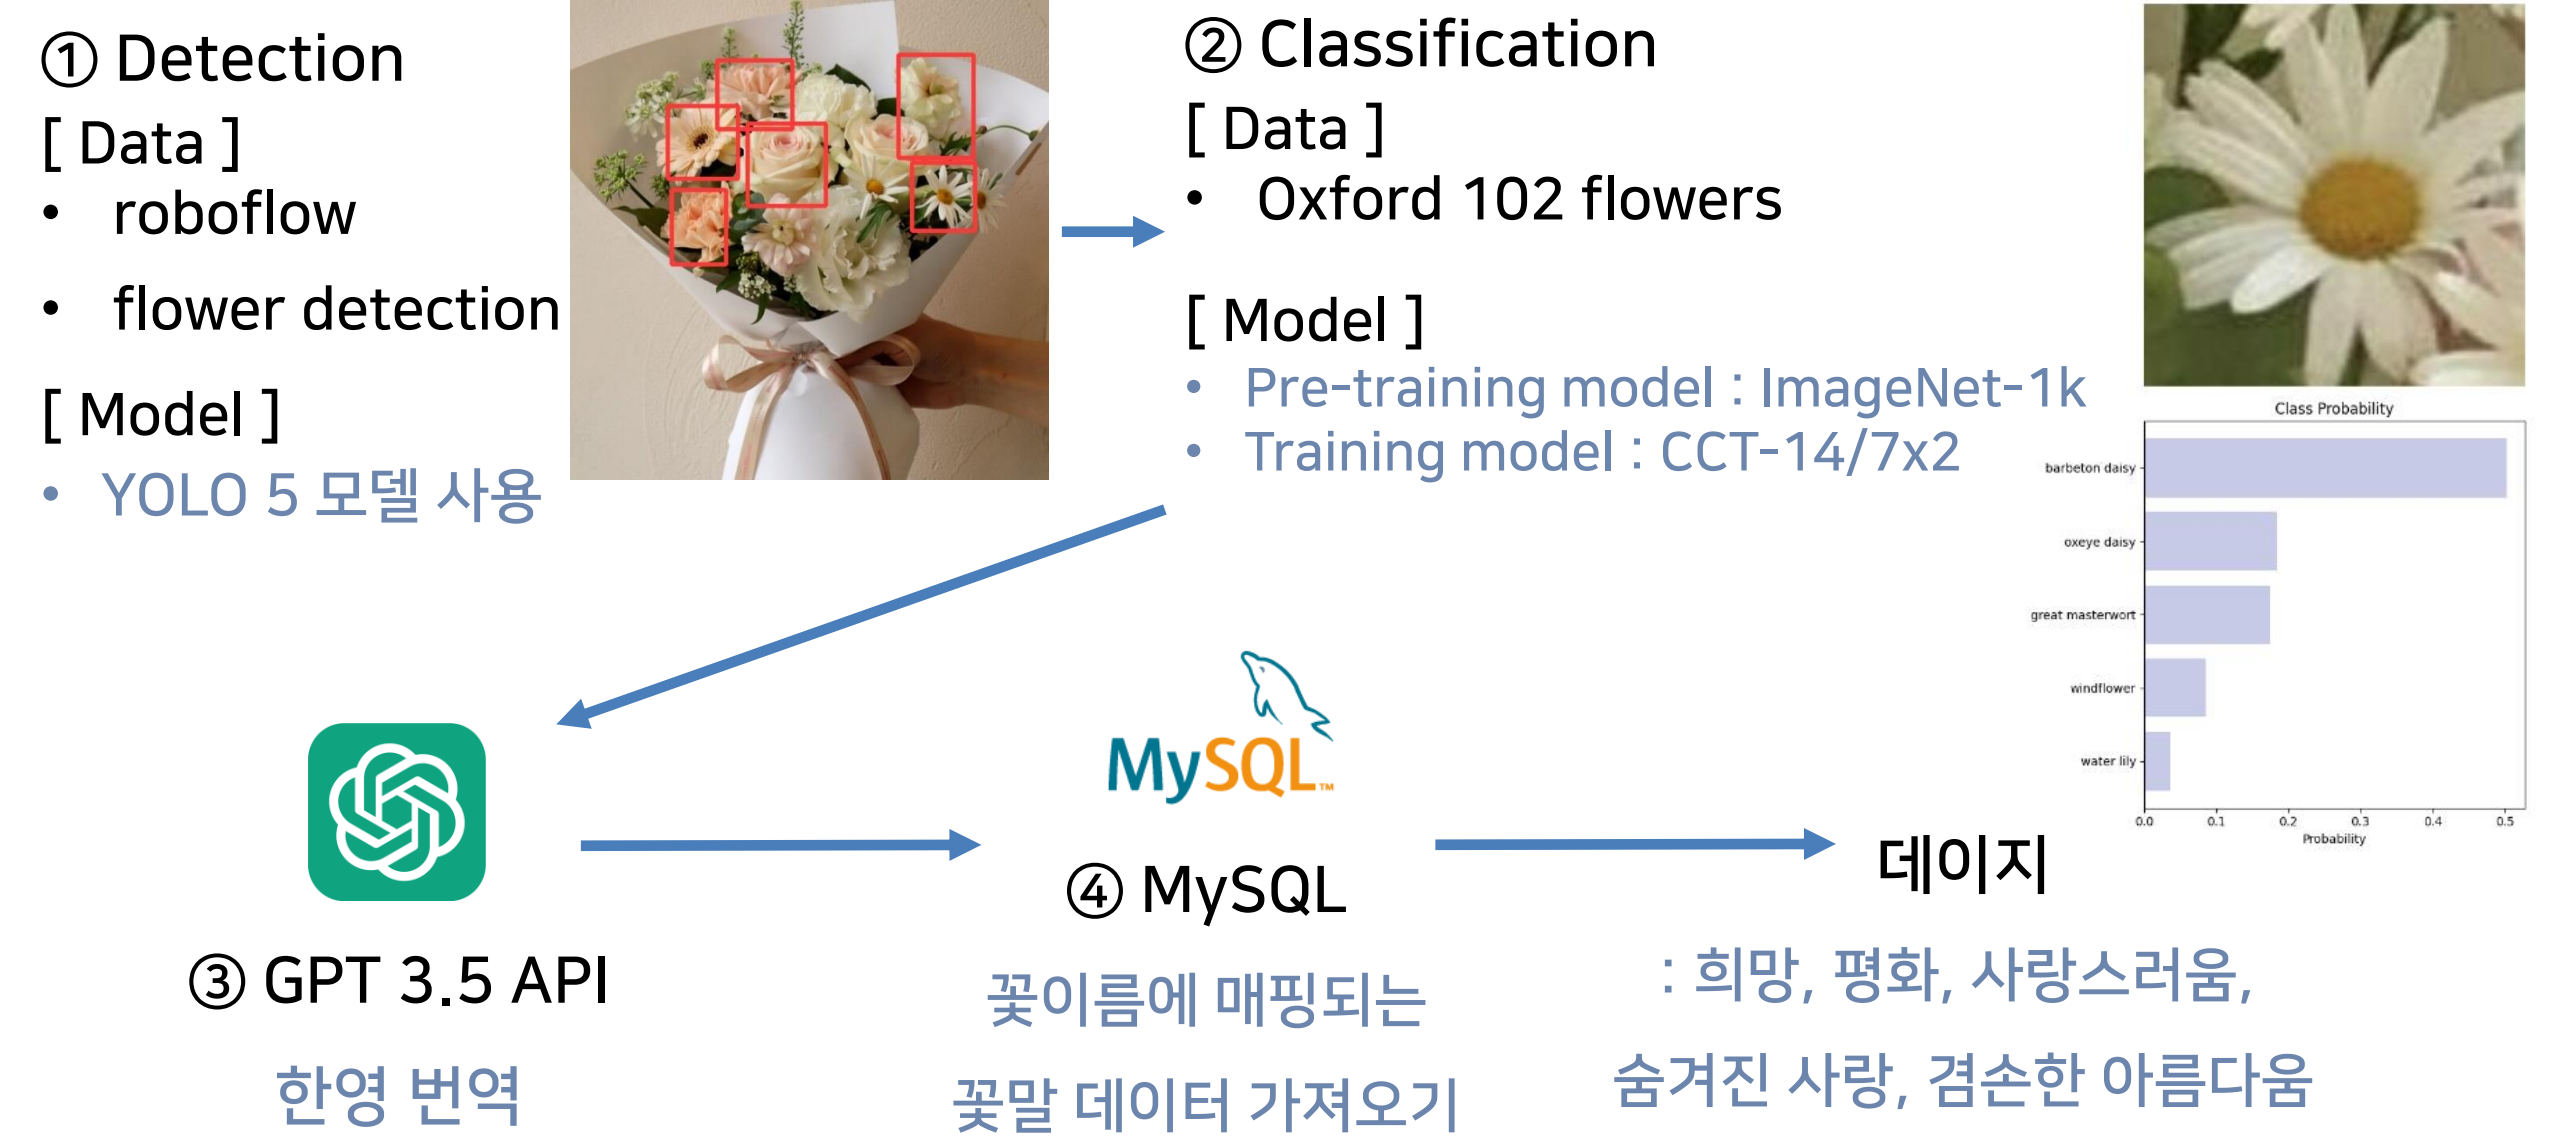 ① Detection
[ Data ]
• roboflow
• flower detection
[ Model ]
• YOLO 5 모델 사용
② Classification
[ Data ]
• Oxford 102 flowers
[ Model ]
• Pre-training model : ImageNet-1k
• Training model : CCT-14/7x2
Class Probability
barbeton daisy
oxeye daisy
great masterwort
windflower
water lily
0.0 0.1 0.2 0.3 0.4 0.5
Probability
③ GPT 3.5 API
한영 번역
MySQL™
④ MySQL
꽃이름에 매핑되는
꽃말 데이터 가져오기
데이지
: 희망, 평화, 사랑스러움,
숨겨진 사랑, 겸손한 아름다움